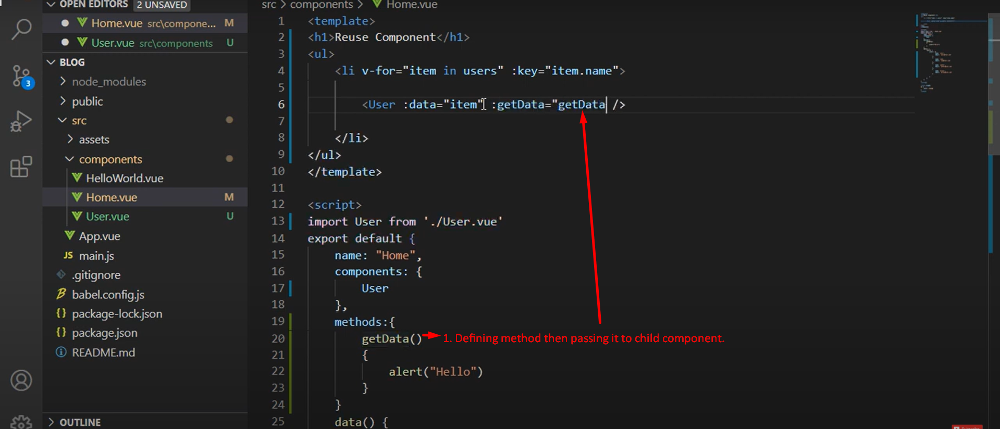 OPEN EDITORS 2 UNSAVED
Home.vue src\compone... M
User.vue src\components U
BLOG
node_modules
public
src
assets
components
HelloWorld.vue
Home.vue M
User.vue U
App.vue
JS main.js
.gitignore
babel.config.js
{} package-lock.json
{} package.json
README.md
OUTLINE
3
src > components > Home.vue
1 <template>
2 <h1>Reuse Component</h1>
3 <ul>
4 <li v-for="item in users" :key="item.name">
5
6 <User :data="item" :getData="getData />
7
8 </li>
9 </ul>
10 </template>
11
12 <script>
13 import User from './User.vue'
14 export default {
15 name: "Home",
16 components: {
17 User
18 },
19 methods:{
20 getData() 1. Defining method then passing it to child component.
21 {
22 alert("Hello")
23 }
24 }
25 data() {
Subscribe